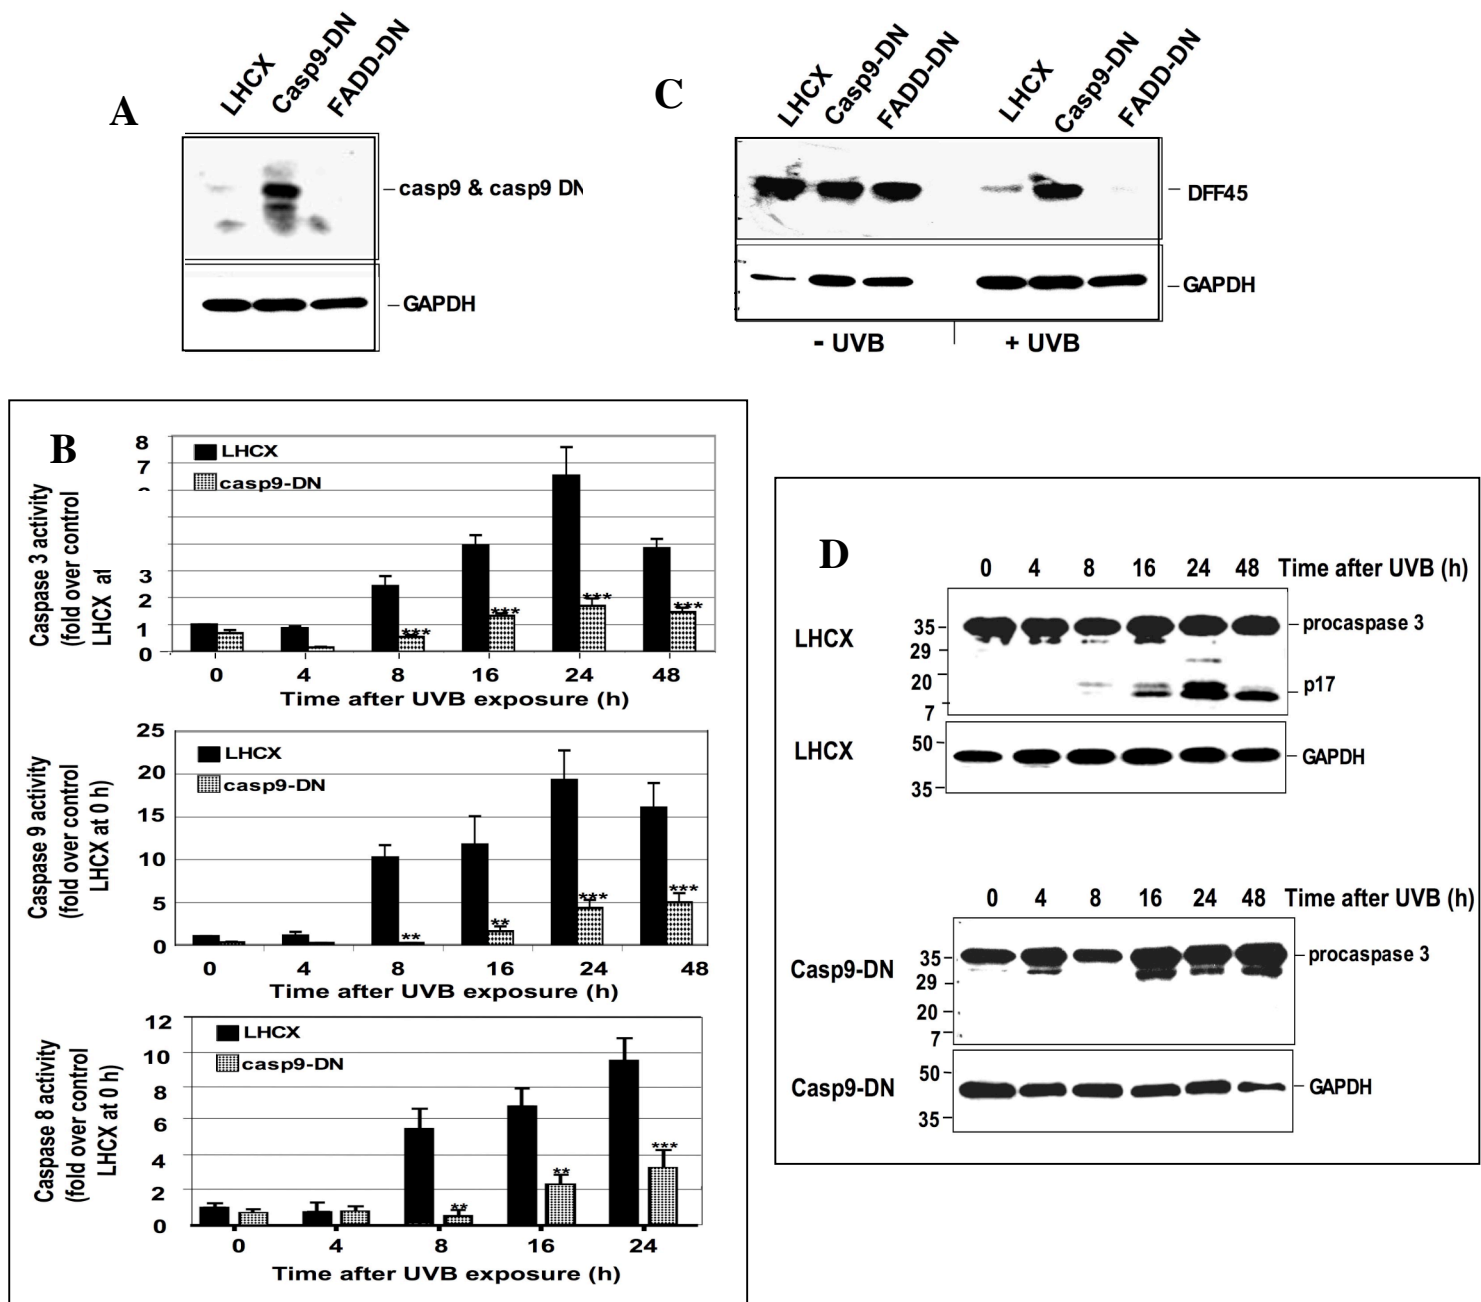 A
LHCX
Casp9-DN
FADD-DN
casp9 & casp9 DN
GAPDH
C
LHCX
Casp9-DN
FADD-DN
LHCX
Casp9-DN
FADD-DN
DFF45
GAPDH
- UVB
+ UVB
B
Caspase 3 activity
(fold over control
LHCX at
8
7
3
2
1
0
LHCX
casp9-DN
***
***
***
***
0 4 8 16 24 48
Time after UVB exposure (h)
Caspase 9 activity
(fold over control
LHCX at 0 h)
25
20
15
10
5
0
LHCX
casp9-DN
**
**
***
***
0 4 8 16 24 48
Time after UVB exposure (h)
Caspase 8 activity
(fold over control
LHCX at 0 h)
12
10
8
6
4
2
0
LHCX
casp9-DN
**
**
***
0 4 8 16 24
Time after UVB exposure (h)
D
0 4 8 16 24 48 Time after UVB (h)
LHCX
35
29
20
7
procaspase 3
p17
LHCX
50
35
GAPDH
0 4 8 16 24 48 Time after UVB (h)
Casp9-DN
35
29
20
7
procaspase 3
Casp9-DN
50
35
GAPDH